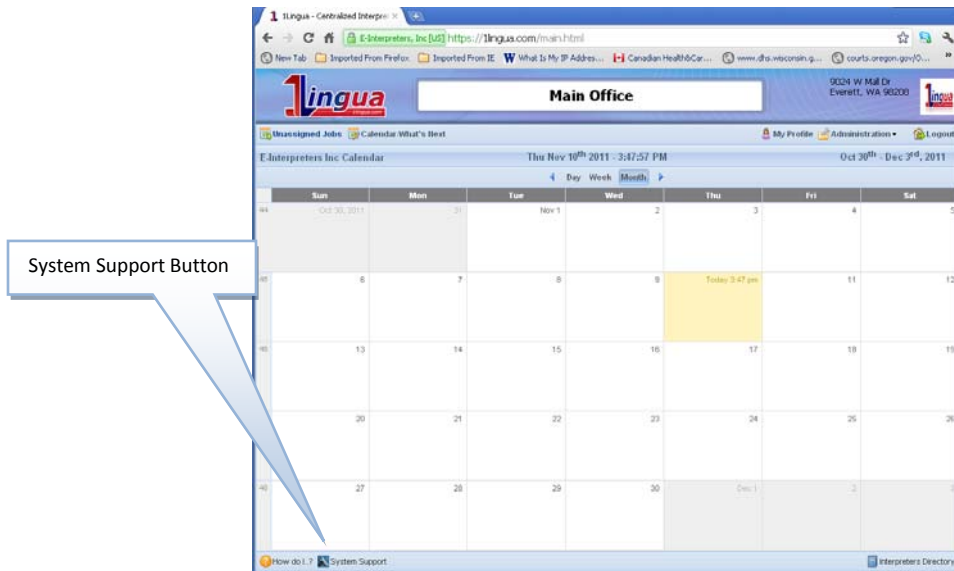 1 1Lingua - Centralized Interpre
E-Interpreters, Inc [US] https://1lingua.com/main.html
New Tab Imported From Firefox Imported From IE W What Is My IP Addres... Canadian Health&Car... www.dhs.wisconsin.g... courts.oregon.gov/O... »
1Lingua
Main Office
9024 W Mall Dr
Everett, WA 98208
1Lingua
Unassigned Jobs Calendar What's Next My Profile Administration Logout
E-Interpreters Inc Calendar Thu Nov 10th 2011 - 3:47:57 PM Oct 30th - Dec 3rd, 2011
Day Week Month
Sun Mon Tue Wed Thu Fri Sat
44 Oct 30, 2011 31 Nov 1 2 3 4 5
System Support Button
45 6 7 8 9 Today 3:47 pm 11 12
13 14 15 16 17 18 19
20 21 22 23 24 25 26
27 28 29 30 Dec 1 2 3
How do I..? System Support Interpreters Directory